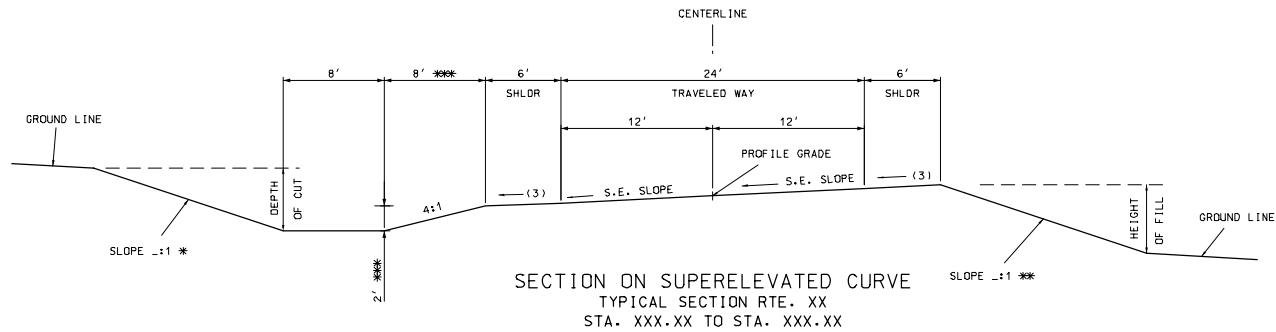 CENTERLINE
8' 8' *** 6' 24' 6'
SHLDR TRAVELED WAY SHLDR
GROUND LINE
12' 12'
PROFILE GRADE
(3) S.E. SLOPE S.E. SLOPE (3)
DEPTH OF CUT
4:1
HEIGHT OF FILL
GROUND LINE
SLOPE _:1 *
2' ***
SLOPE _:1 **
SECTION ON SUPERELEVATED CURVE
TYPICAL SECTION RTE. XX
STA. XXX.XX TO STA. XXX.XX